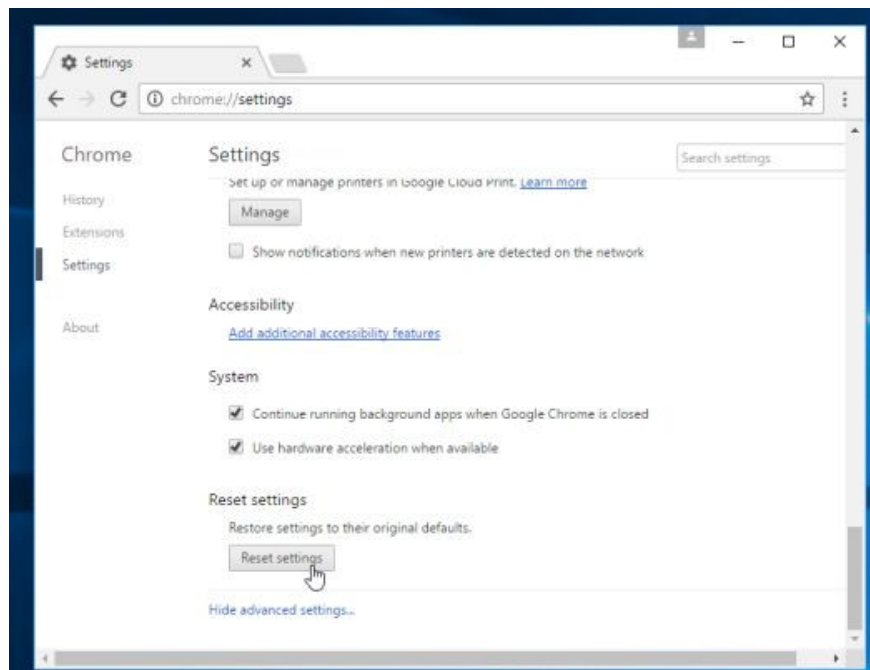 Settings
chrome://settings
Chrome
Settings
Search settings
History
Extensions
Settings
About
Set up or manage printers in Google Cloud Print. Learn more
Manage
Show notifications when new printers are detected on the network
Accessibility
Add additional accessibility features
System
Continue running background apps when Google Chrome is closed
Use hardware acceleration when available
Reset settings
Restore settings to their original defaults.
Reset settings
Hide advanced settings...